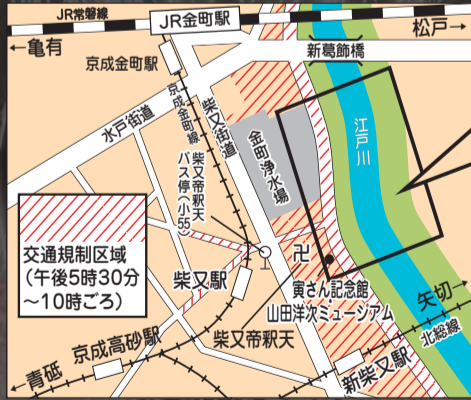 JR常磐線
JR金町駅
松戸→
←亀有
京成金町駅
新葛飾橋
水戸街道
京成金町線
柴又街道
金町浄水場
江戸川
柴又帝釈天
バス停(小55)
交通規制区域
(午後5時30分
～10時ごろ)
柴又駅
卍
寅さん記念館
山田洋次ミュージアム
柴又帝釈天
矢切→
北総線
新柴又駅
京成高砂駅
←青砥